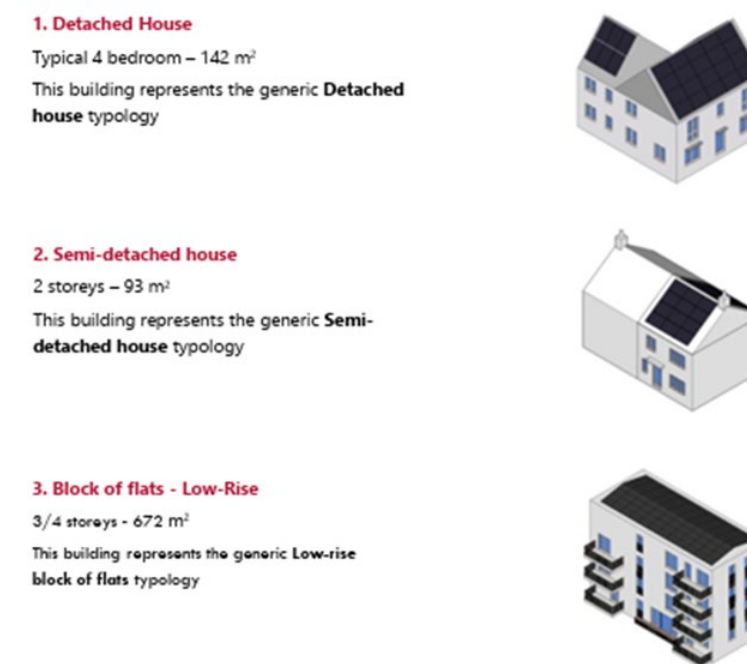 1. Detached House
Typical 4 bedroom – 142 m²
This building represents the generic Detached
house typology
2. Semi-detached house
2 storeys – 93 m²
This building represents the generic Semi-
detached house typology
3. Block of flats - Low-Rise
3/4 storeys - 672 m²
This building represents the generic Low-rise
block of flats typology